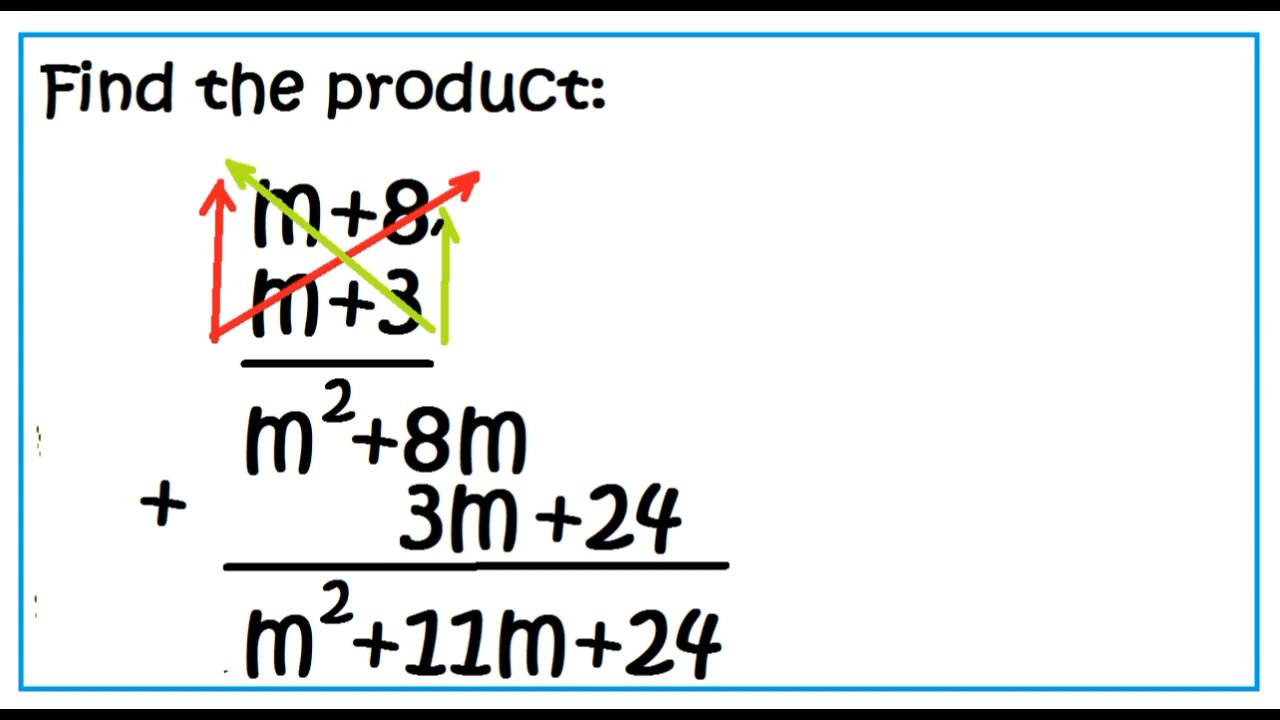 Find the product:
m+8
m+3
m²+8m
+ 3m+24
m²+11m+24